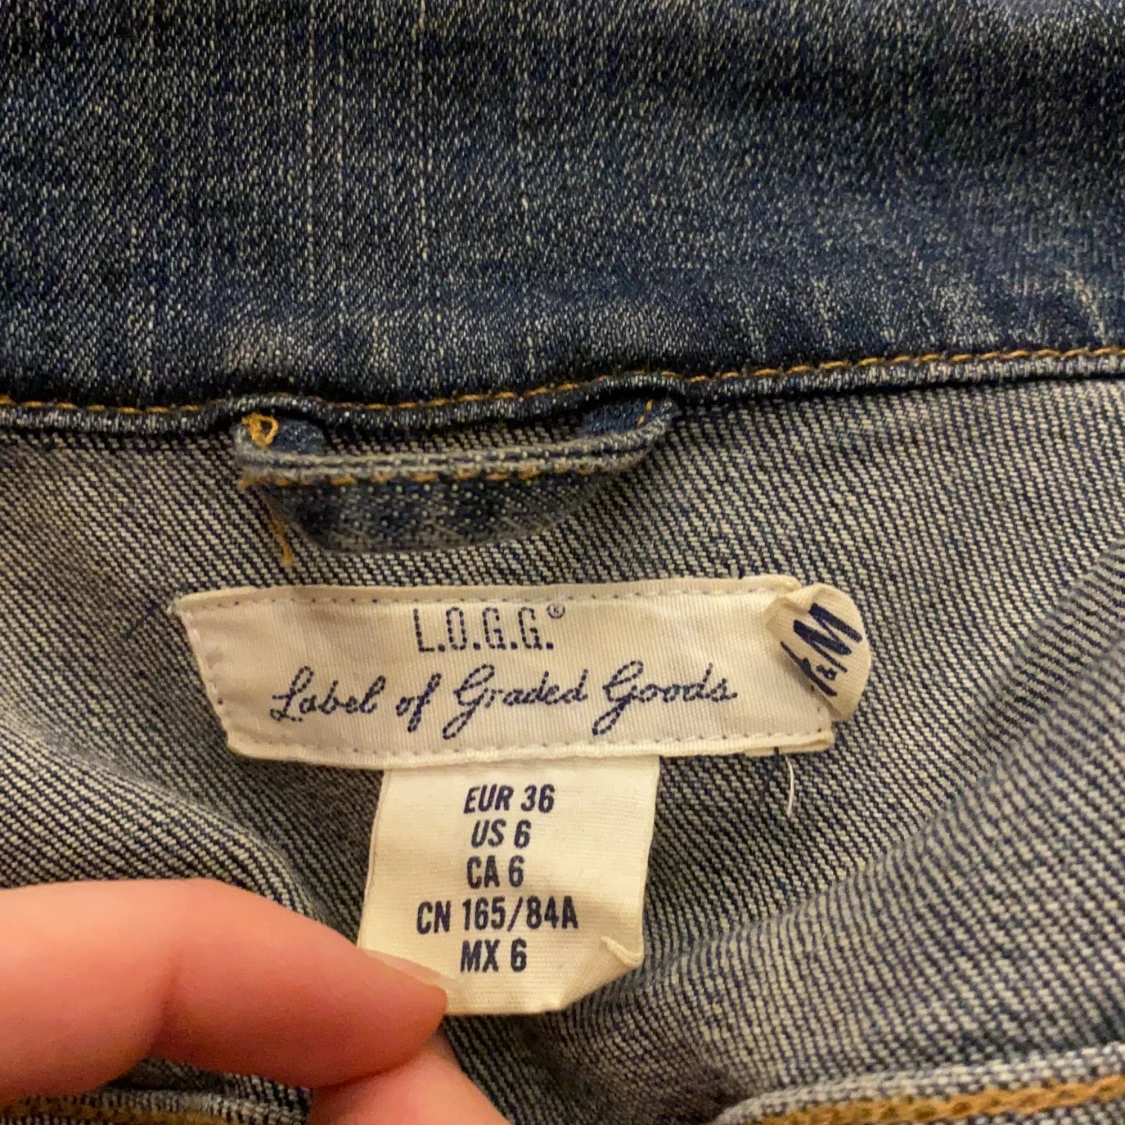 L.O.G.G.®
Label of Graded Goods
&M
EUR 36
US 6
CA 6
CN 165/84A
MX 6